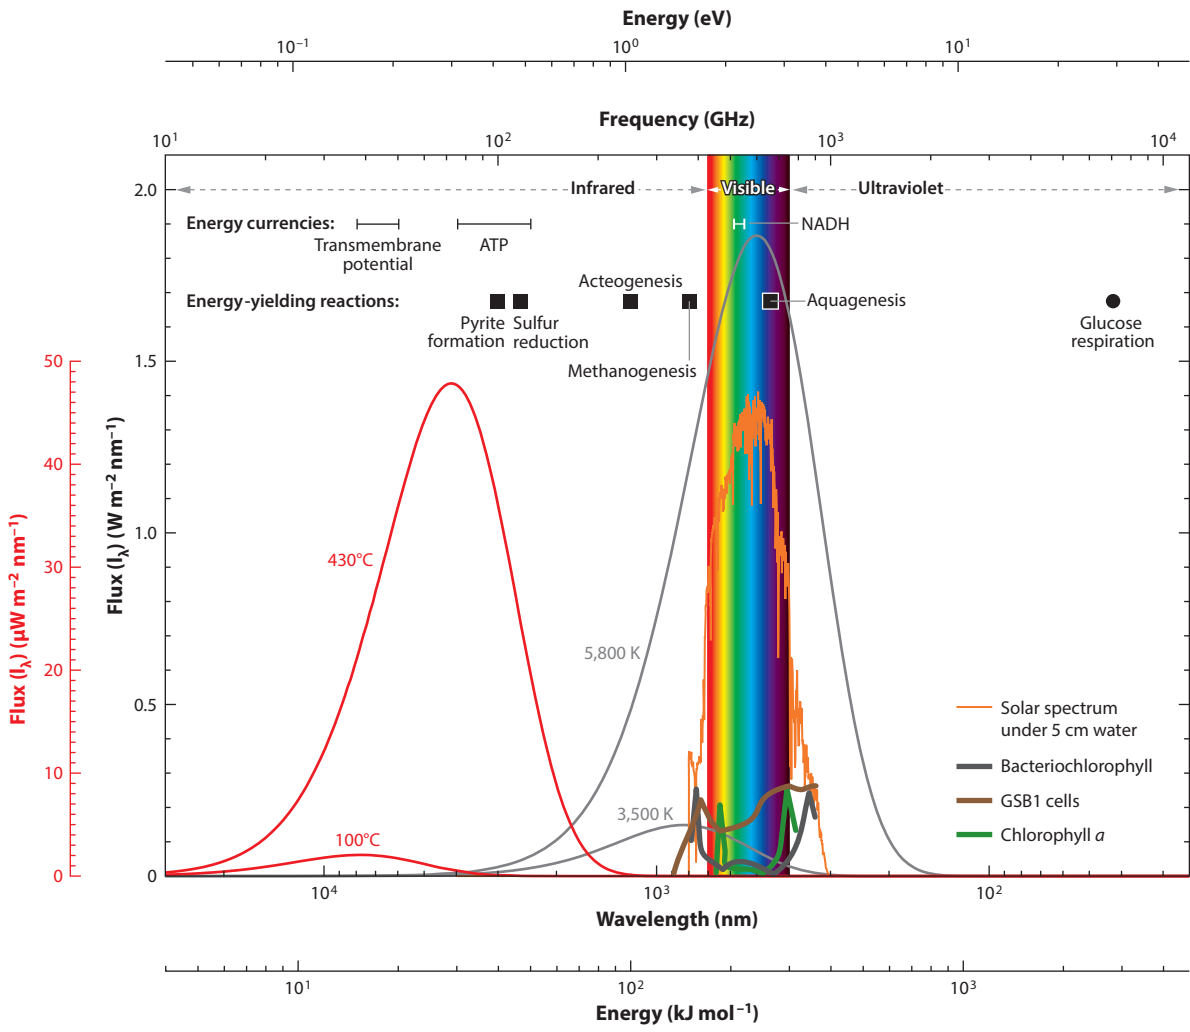 Energy (eV)
10⁻¹ 10⁰ 10¹
Frequency (GHz)
10¹ 10² 10³ 10⁴
2.0
Infrared Visible Ultraviolet
Energy currencies:
Transmembrane
potential
ATP
NADH
Energy-yielding reactions:
Pyrite
formation
Sulfur
reduction
Acteogenesis
Methanogenesis
Aquagenesis
Glucose
respiration
50
40
30
20
10
0
Flux (Iλ) (μW m⁻² nm⁻¹)
1.5
1.0
0.5
0
Flux (Iλ) (W m⁻² nm⁻¹)
430°C
100°C
5,800 K
3,500 K
Solar spectrum
under 5 cm water
Bacteriochlorophyll
GSB1 cells
Chlorophyll a
10⁴ 10³ 10²
Wavelength (nm)
10¹ 10² 10³
Energy (kJ mol⁻¹)